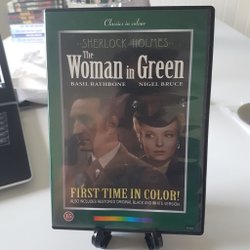 Classics in colour
SHERLOCK HOLMES
The
Woman in Green
BASIL RATHBONE NIGEL BRUCE
FIRST TIME IN COLOR!
ALSO INCLUDES RESTORED ORIGINAL BLACK AND WHITE VERSION